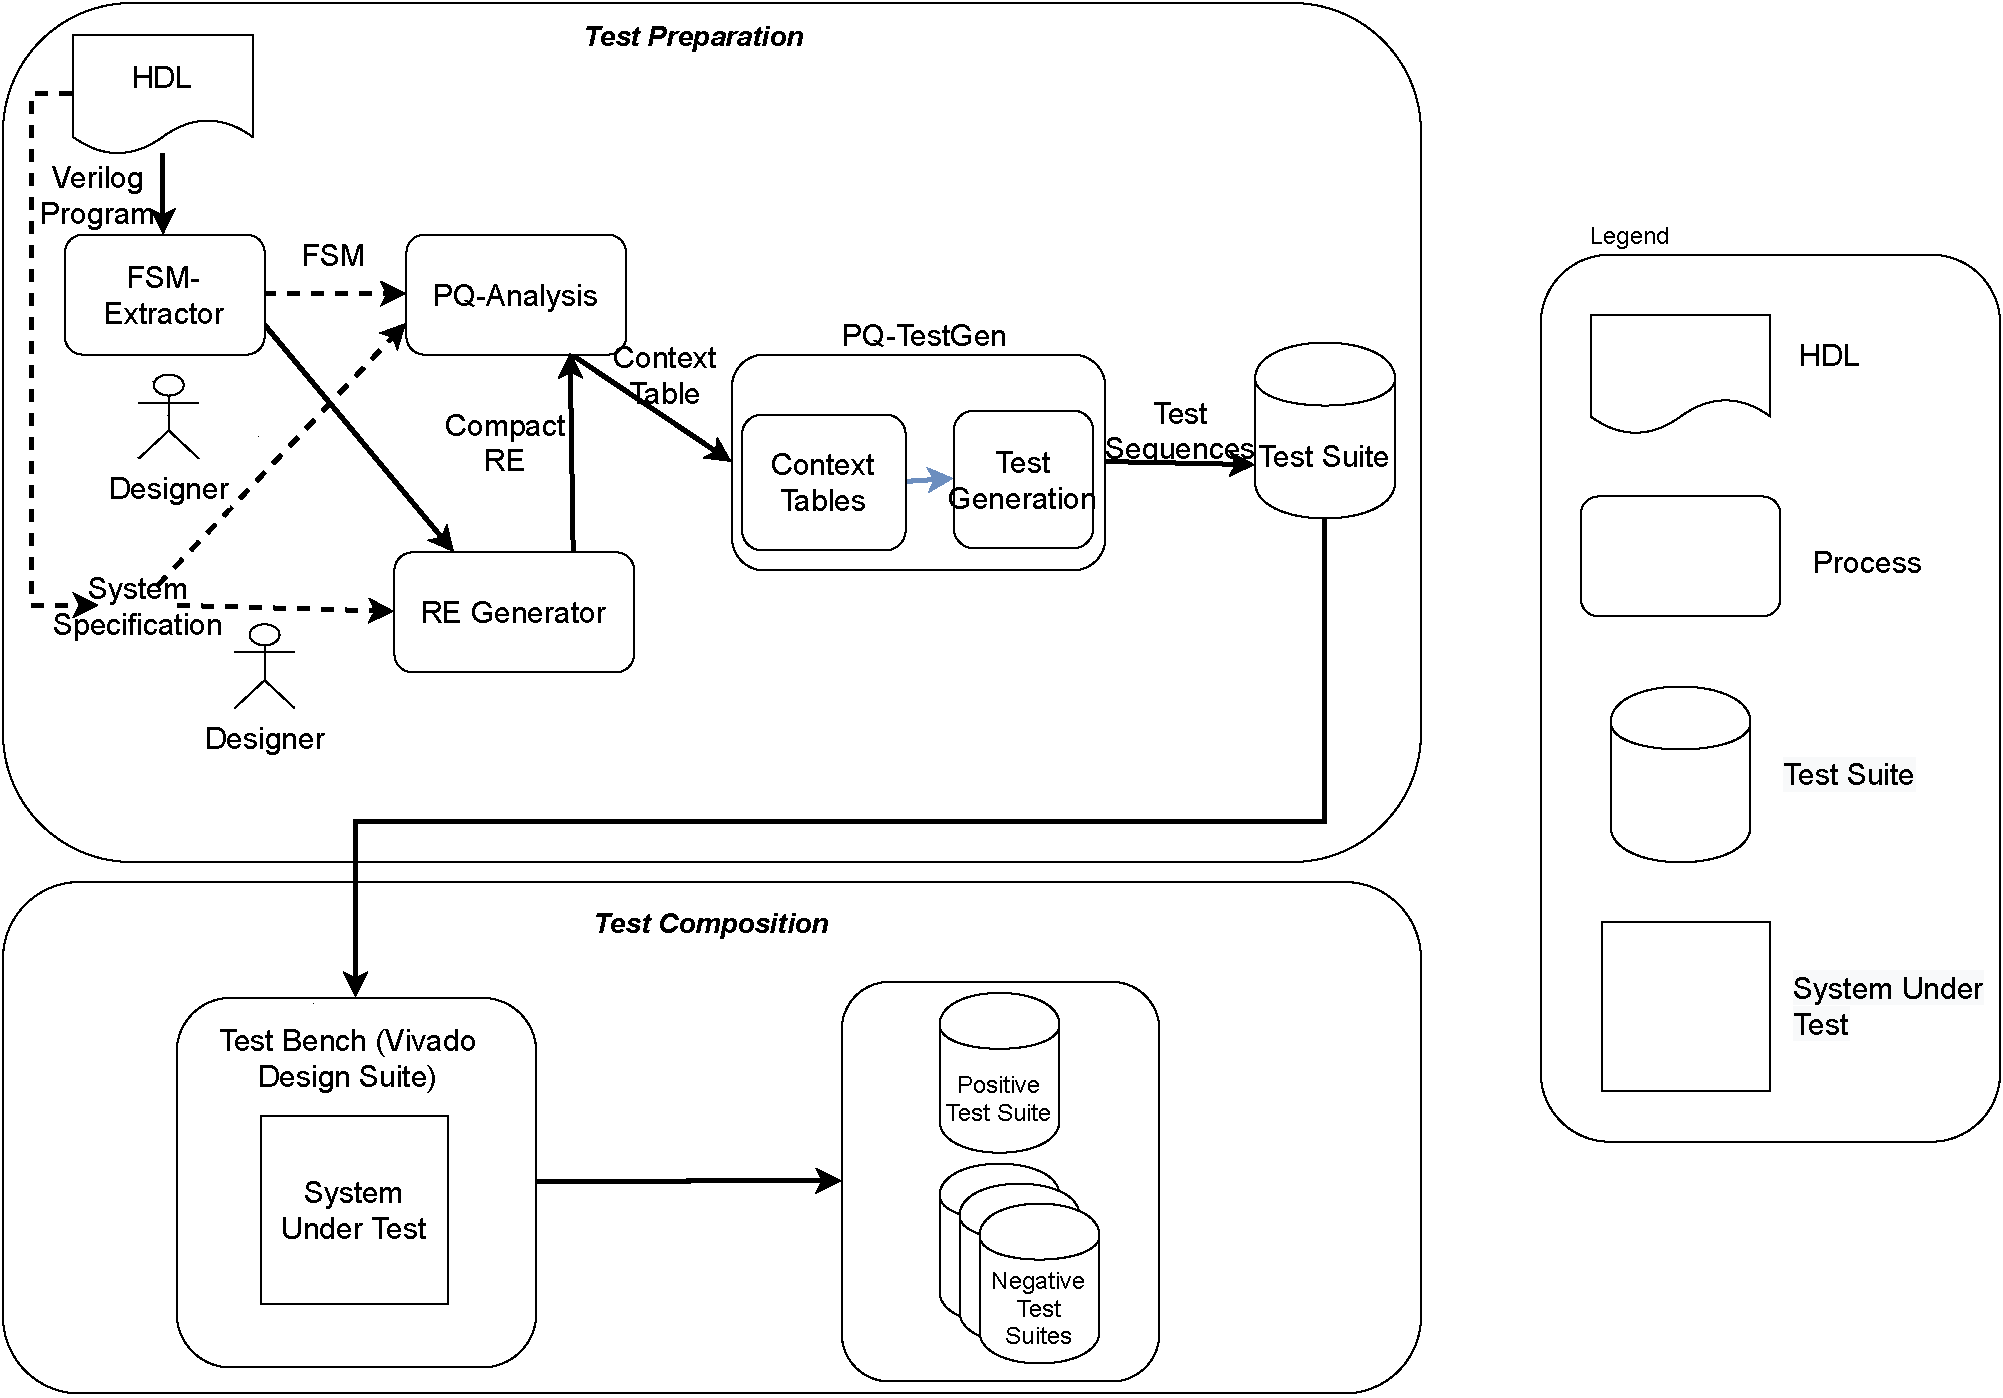 Test Preparation
HDL
Verilog
Program
FSM-
Extractor
FSM
PQ-Analysis
Designer
Compact
RE
Context
Table
PQ-TestGen
Context
Tables
Test
Generation
Test
Sequences
Test Suite
System
Specification
RE Generator
Designer
Legend
HDL
Process
Test Suite
System Under
Test
Test Composition
Test Bench (Vivado
Design Suite)
System
Under Test
Positive
Test Suite
Negative
Test
Suites